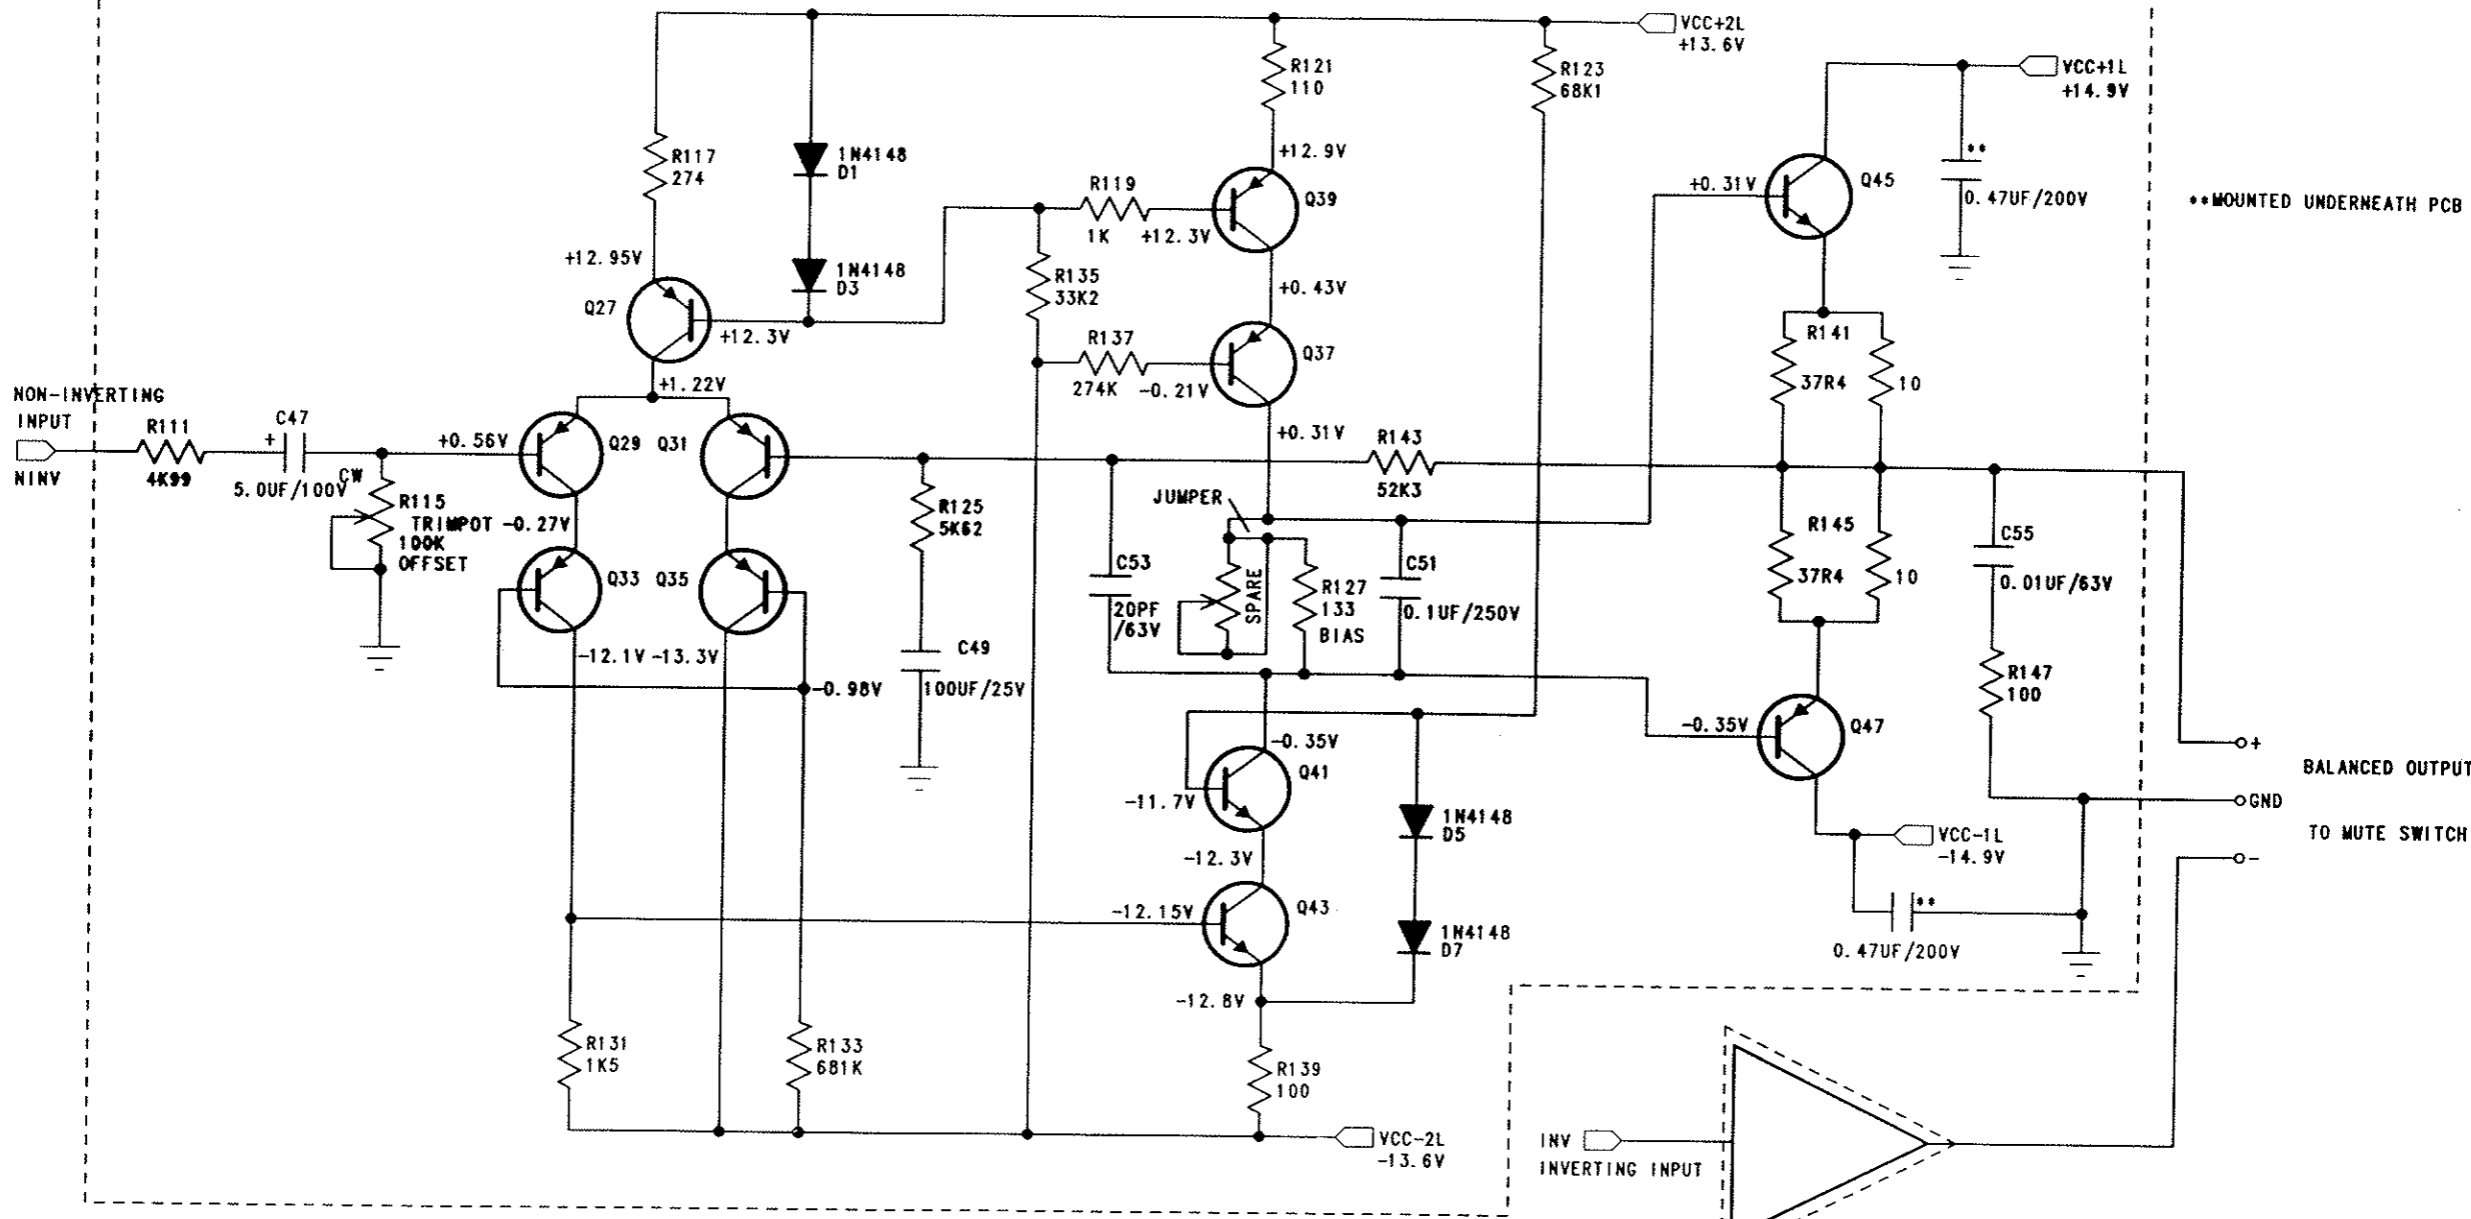 VCC+2L
+13.6V
R121
110
R123
68K1
VCC+1L
+14.9V
R117
274
1N4148
D1
+12.9V
**
R119
Q39
+0.31V
Q45
0.47UF/200V
**MOUNTED UNDERNEATH PCB
1K
+12.3V
+12.95V
1N4148
D3
R135
33K2
+0.43V
Q27
+12.3V
R137
Q37
R141
274K
-0.21V
37R4
10
+1.22V
NON-INVERTING
INPUT
NINV
R111
4K99
C47
+
5.0UF/100V
+0.56V
Q29
Q31
+0.31V
R143
52K3
CW
R115
TRIMPOT
100K
OFFSET
-0.27V
R125
5K62
JUMPER
R145
C55
Q33
Q35
C53
20PF
/63V
SPARE
R127
133
BIAS
C51
0.1UF/250V
37R4
10
0.01UF/63V
-12.1V
-13.3V
C49
100UF/25V
-0.98V
R147
100
-0.35V
-0.35V
Q47
Q41
+
BALANCED OUTPUT
-11.7V
1N4148
D5
GND
-12.3V
VCC-1L
-14.9V
TO MUTE SWITCH
-
-12.15V
Q43
**
1N4148
D7
0.47UF/200V
-12.8V
R131
1K5
R133
681K
R139
100
VCC-2L
-13.6V
INV
INVERTING INPUT